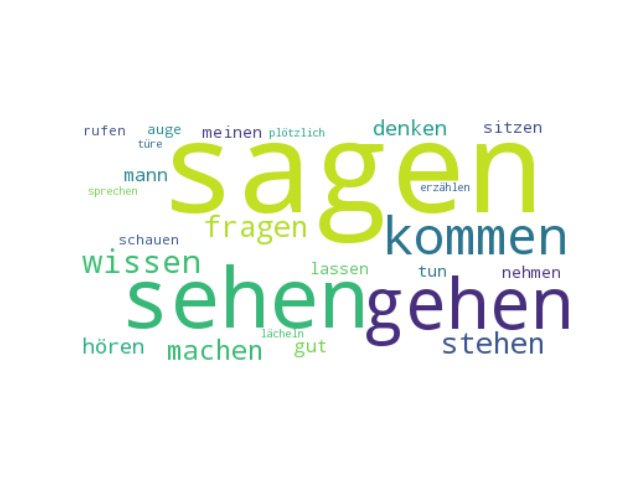 rufen auge meinen plötzlich denken sitzen
türe
sagen
mann
sprechen erzählen
fragen kommen
schauen
wissen lassen tun nehmen
sehen gehen
lächeln
hören machen gut stehen